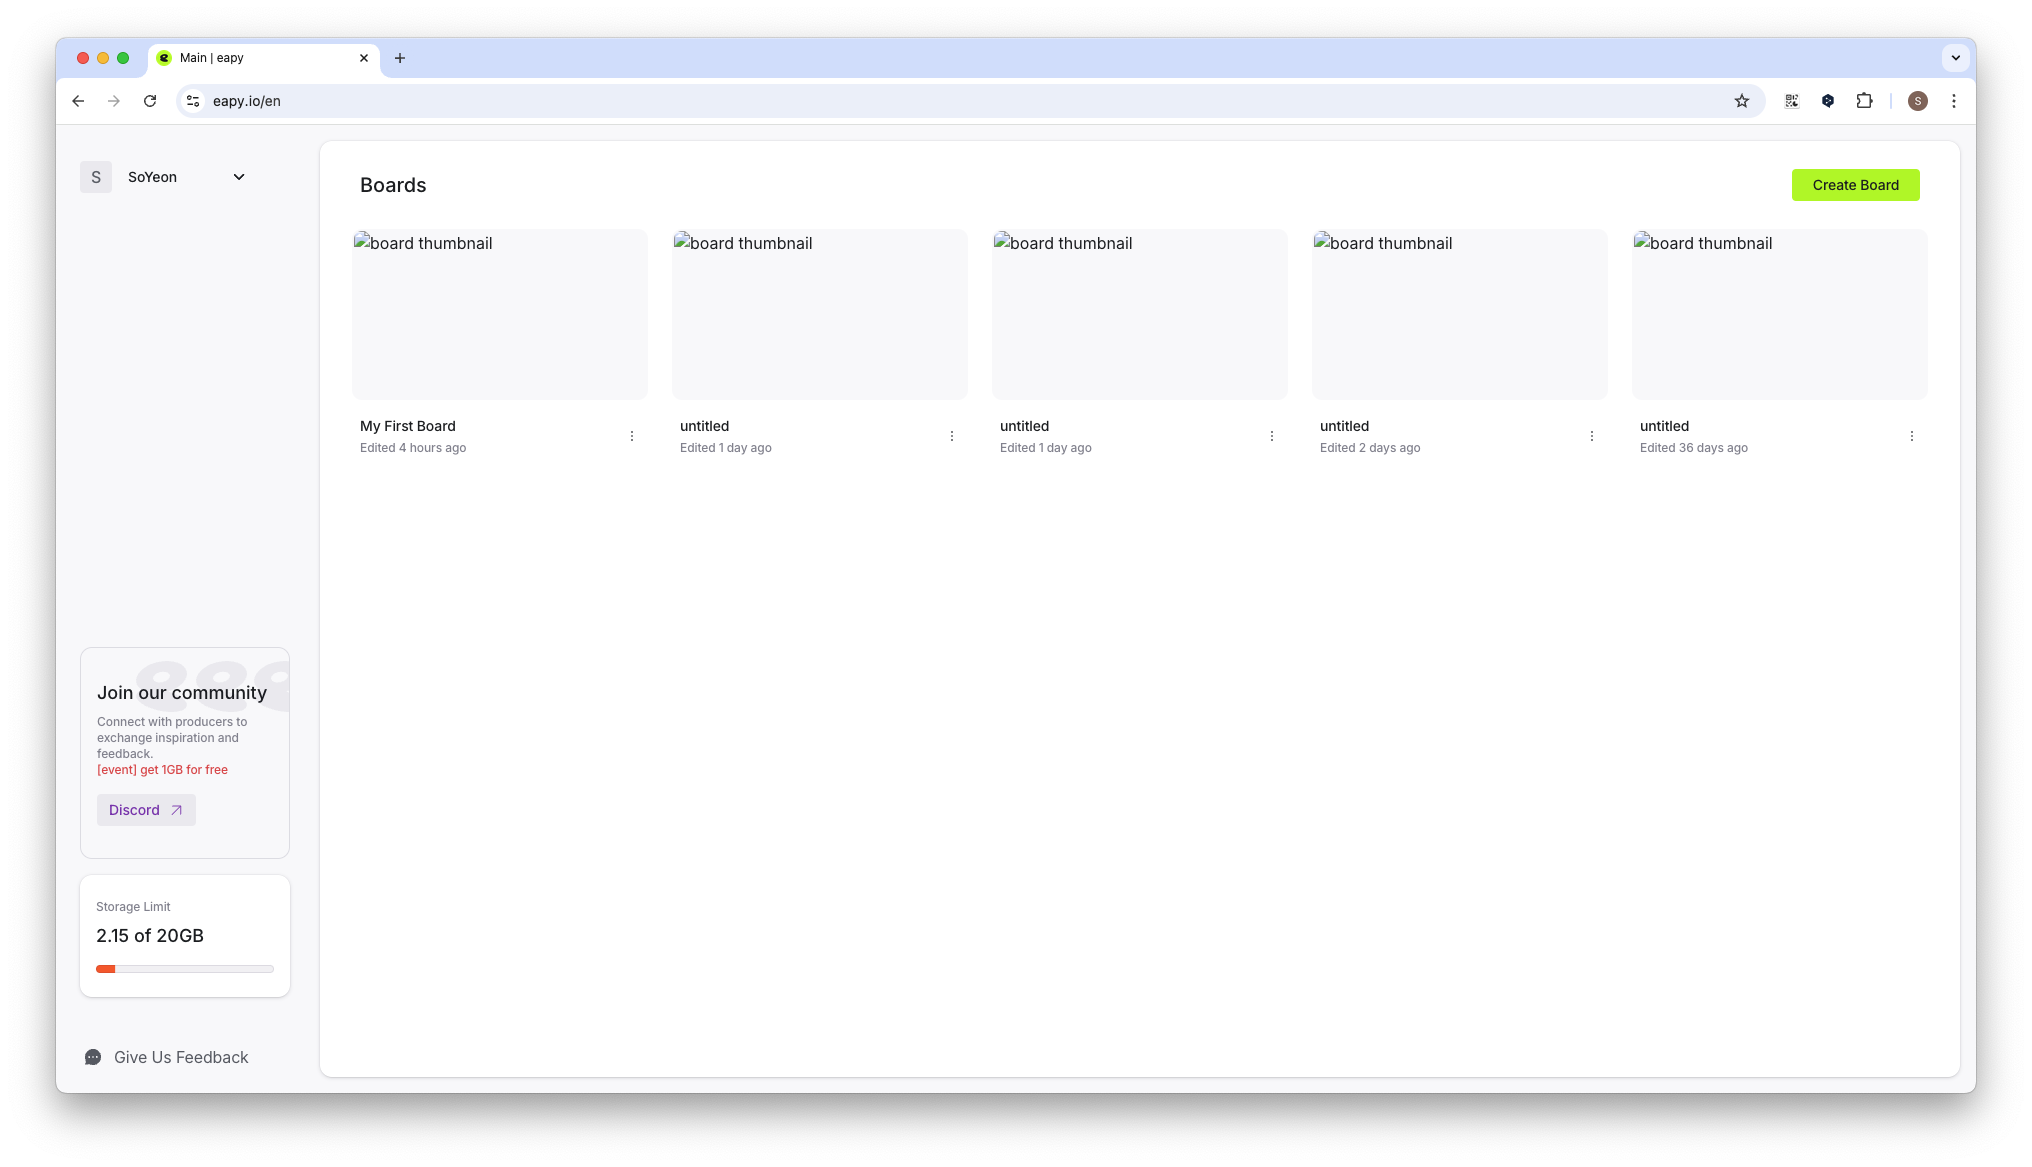 Main | eapy
eapy.io/en
S
S
SoYeon
Boards
Create Board
board thumbnail
board thumbnail
board thumbnail
board thumbnail
board thumbnail
My First Board
Edited 4 hours ago
untitled
Edited 1 day ago
untitled
Edited 1 day ago
untitled
Edited 2 days ago
untitled
Edited 36 days ago
Join our community
Connect with producers to
exchange inspiration and
feedback.
[event] get 1GB for free
Discord
Storage Limit
2.15 of 20GB
Give Us Feedback